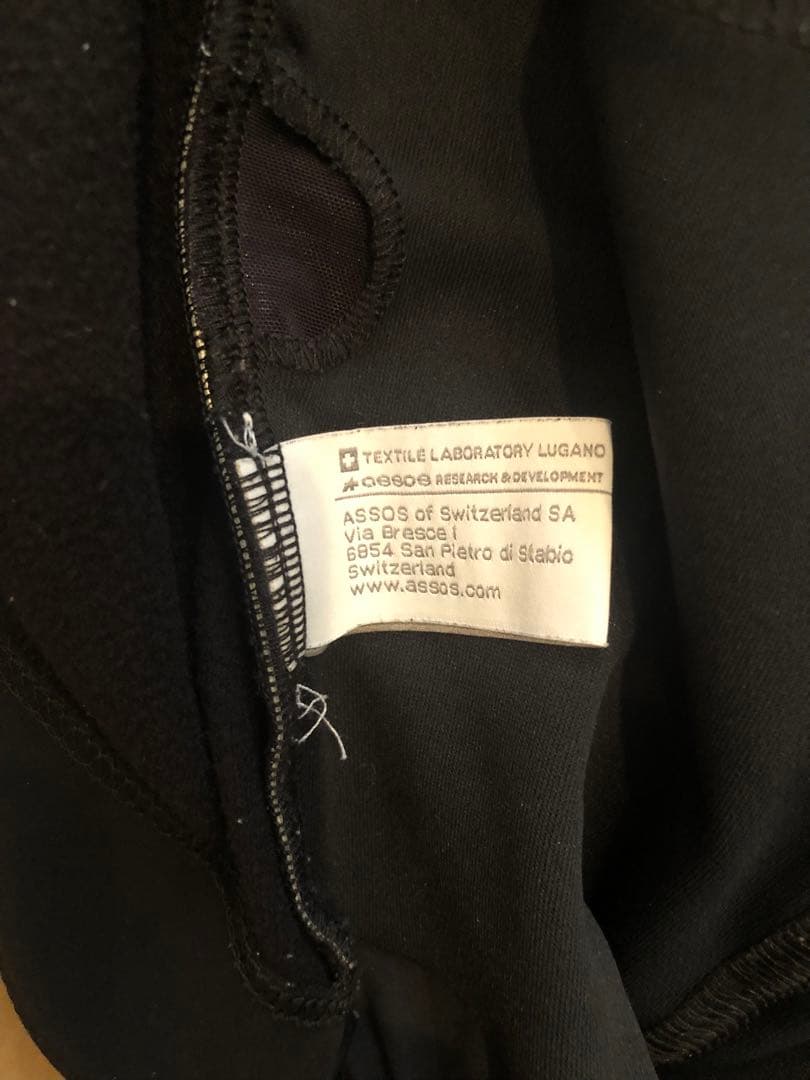 TEXTILE LABORATORY LUGANO
assos RESEARCH & DEVELOPMENT
ASSOS of Switzerland SA
Via Bresce 1
6854 San Pietro di Stabio
Switzerland
www.assos.com